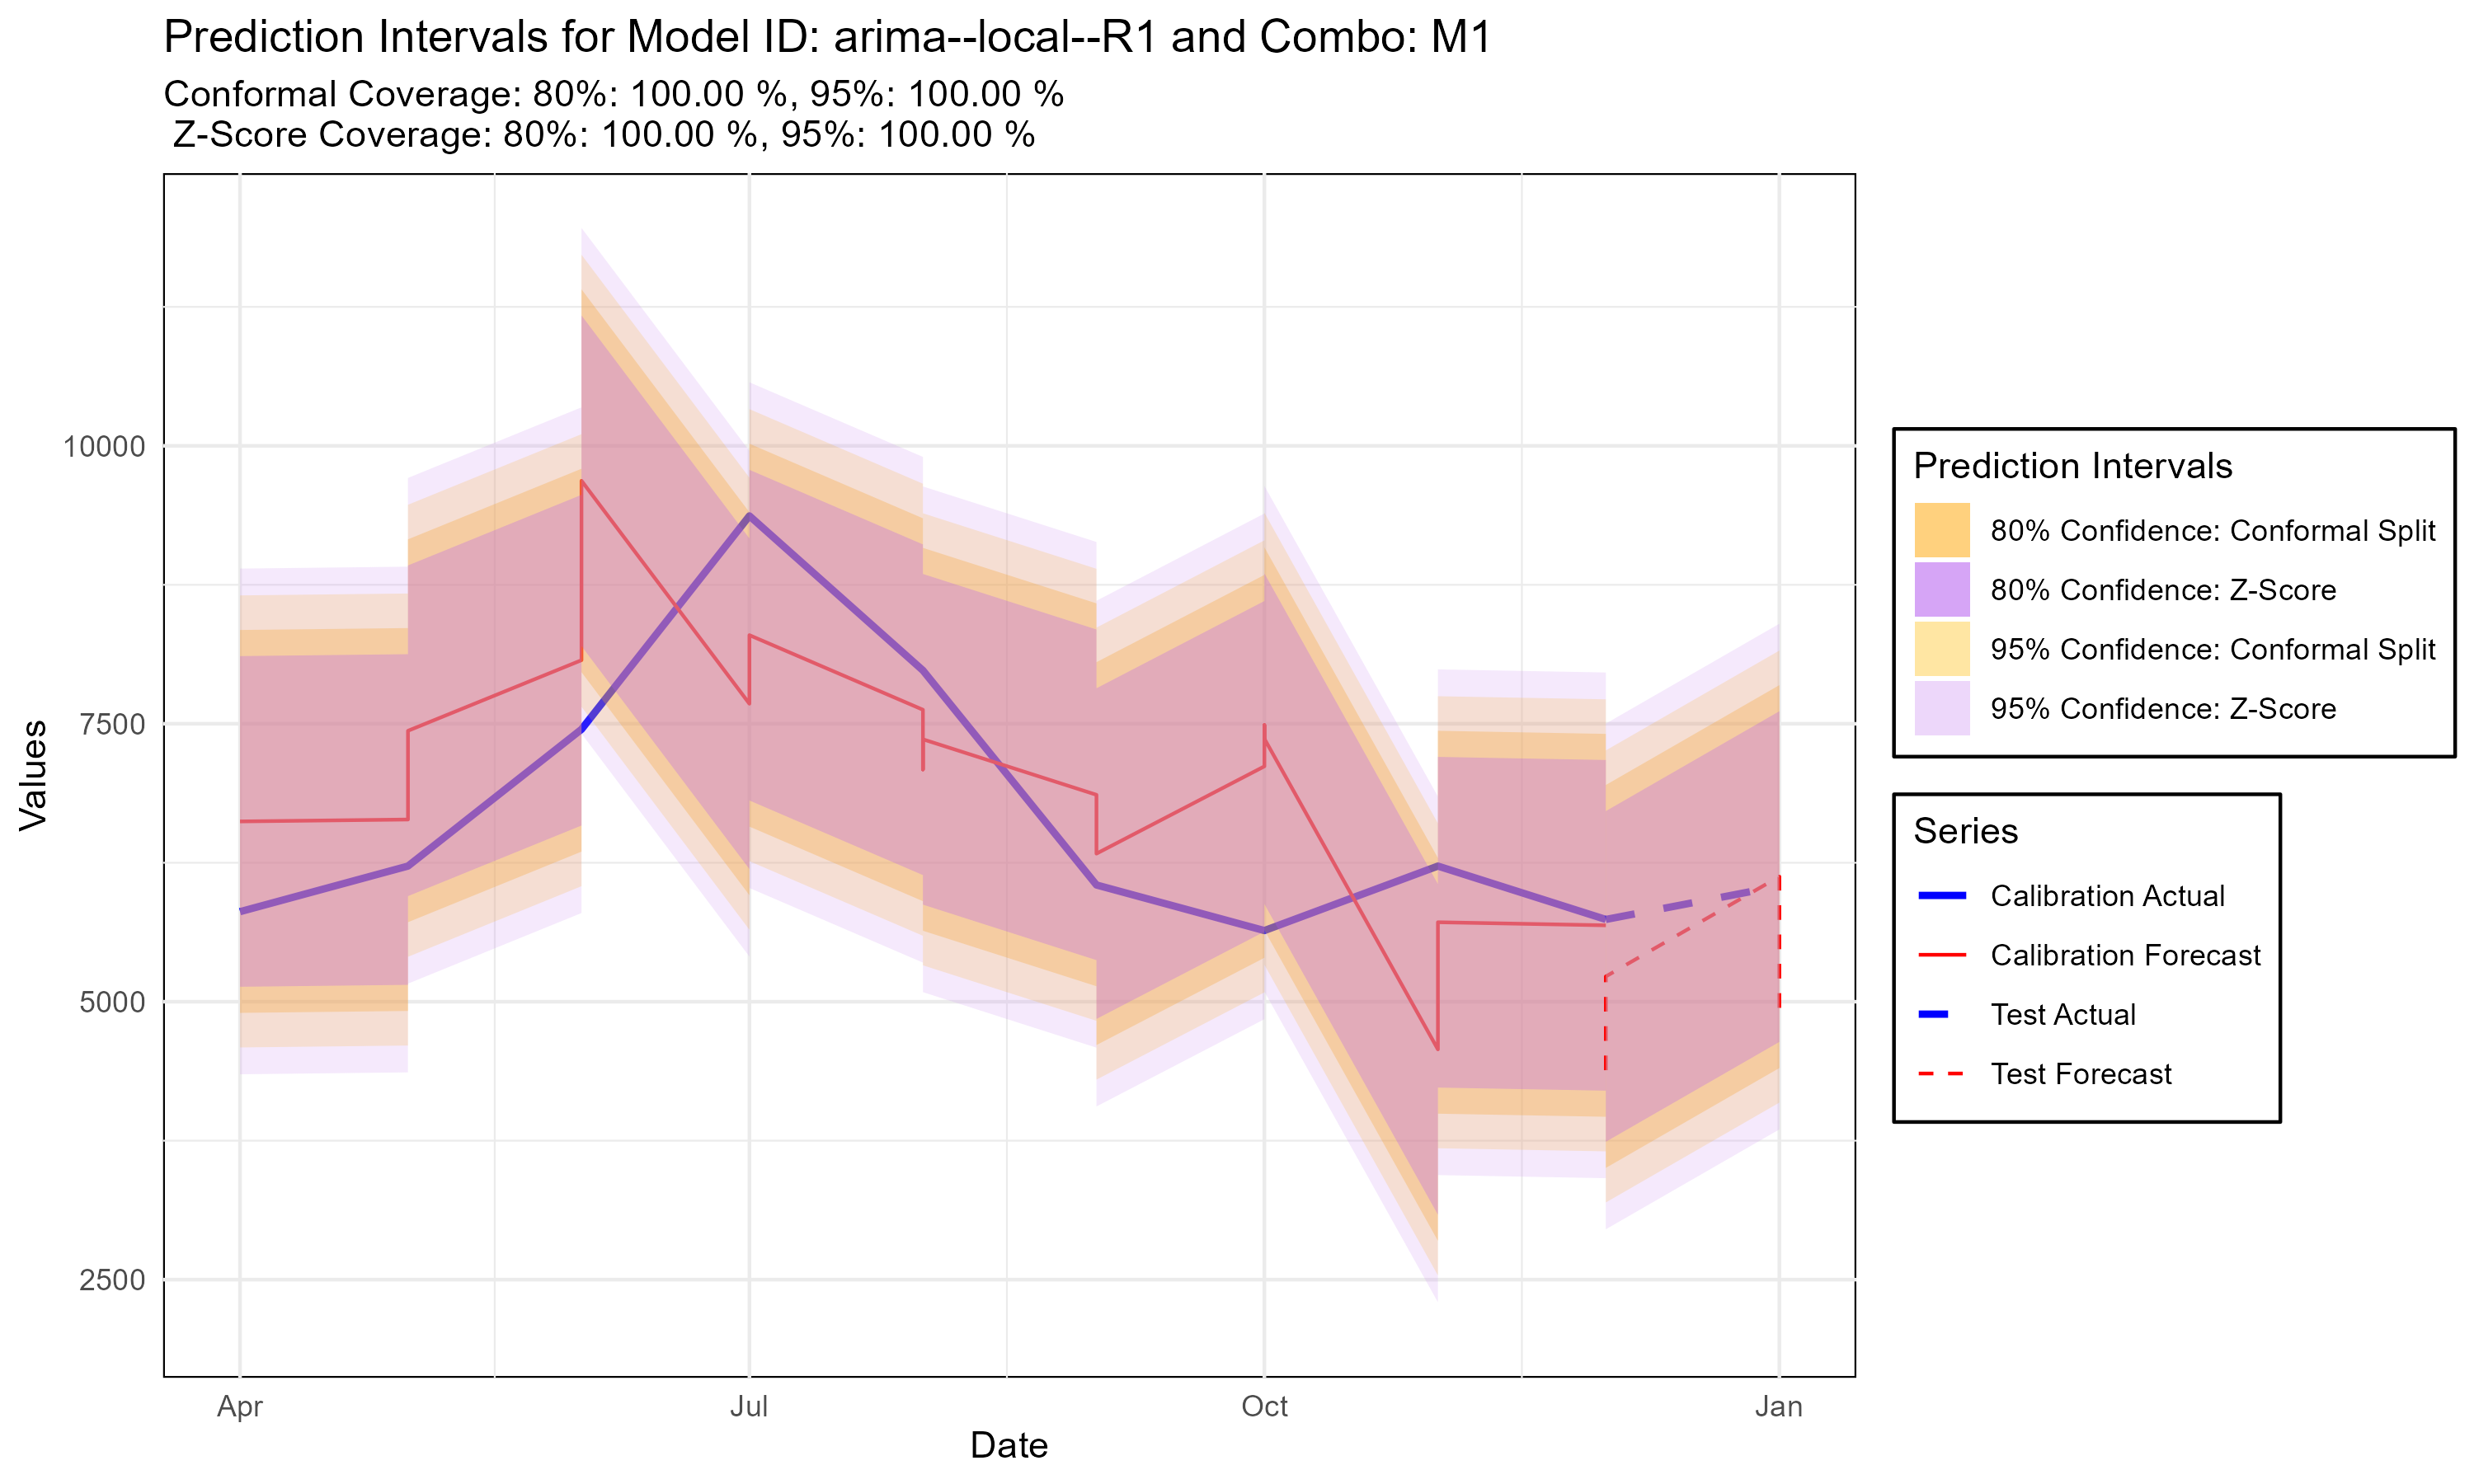 Prediction Intervals for Model ID: arima--local--R1 and Combo: M1
Conformal Coverage: 80%: 100.00 %, 95%: 100.00 %
Z-Score Coverage: 80%: 100.00 %, 95%: 100.00 %
Values
10000
7500
5000
2500
Apr
Jul
Oct
Jan
Date
Prediction Intervals
80% Confidence: Conformal Split
80% Confidence: Z-Score
95% Confidence: Conformal Split
95% Confidence: Z-Score
Series
Calibration Actual
Calibration Forecast
Test Actual
Test Forecast